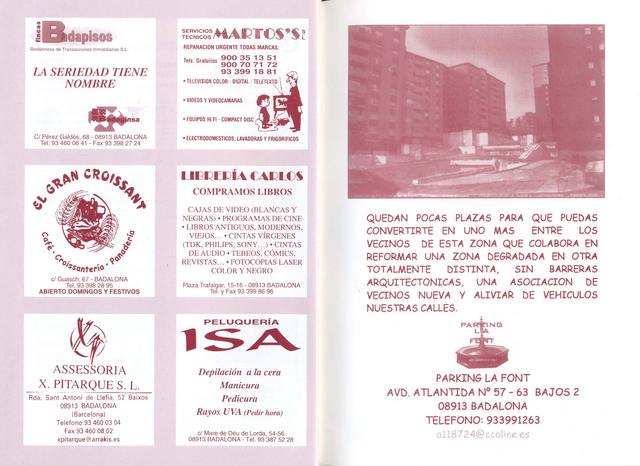 fincas
Badapisos
Badalonesa de Transacciones Inmobiliarias S.L.
LA SERIEDAD TIENE
NOMBRE
Badapinsa
C/ Pérez Galdós, 68 - 08913 BADALONA
Tel. 93 460 06 41 - Fax 93 398 27 24
SERVICIOS
TECNICOS
MARTOS'S
REPARACION URGENTE TODAS MARCAS:
Tels. Gratuitos
900 35 13 51
900 70 71 72
93 399 18 81
• TELEVISION COLOR - DIGITAL - TELETEXTO
• VIDEOS Y VIDEOCAMARAS
• EQUIPOS HI FI - COMPACT DISC
• ELECTRODOMESTICOS: LAVADORAS Y FRIGORIFICOS
EL GRAN CROISSANT
Café · Croissantería · Panadería
c/ Guasch, 67 - BADALONA
Tel. 93 398 28 95
ABIERTO DOMINGOS Y FESTIVOS
LIBRERÍA CARLOS
COMPRAMOS LIBROS
CAJAS DE VIDEO (BLANCAS Y
NEGRAS) • PROGRAMAS DE CINE
• LIBROS ANTIGUOS, MODERNOS,
VIEJOS... • CINTAS VÍRGENES
(TDK, PHILIPS, SONY...) • CINTAS
DE AUDIO • TEBEOS, CÓMICS,
REVISTAS... • FOTOCOPIAS LASER
COLOR Y NEGRO
Plaza Trafalgar, 15-16 - 08913 BADALONA
Tel. y Fax 93 399 86 96
ASSESSORIA
X. PITARQUE S. L.
Rda. Sant Antoni de Llefia, 52 Baixos
08913 BADALONA
(Barcelona)
Teléfono 93 460 03 04
Fax 93 460 08 02
xpitarque@arrakis.es
PELUQUERÍA
ISA
Depilación a la cera
Manicura
Pedicura
Rayos UVA (Pedir hora)
c/ Mare de Déu de Lorda, 54-56
08913 BADALONA - Tel. 93 387 52 28
QUEDAN POCAS PLAZAS PARA QUE PUEDAS
CONVERTIRTE EN UNO MAS ENTRE LOS
VECINOS DE ESTA ZONA QUE COLABORA EN
REFORMAR UNA ZONA DEGRADADA EN OTRA
TOTALMENTE DISTINTA, SIN BARRERAS
ARQUITECTONICAS, UNA ASOCIACION DE
VECINOS NUEVA Y ALIVIAR DE VEHICULOS
NUESTRAS CALLES.
PARKING
LA
FONT
PARKING LA FONT
AVD. ATLANTIDA Nº 57 - 63 BAJOS 2
08913 BADALONA
TELEFONO: 933991263
a118724@ccoline.es